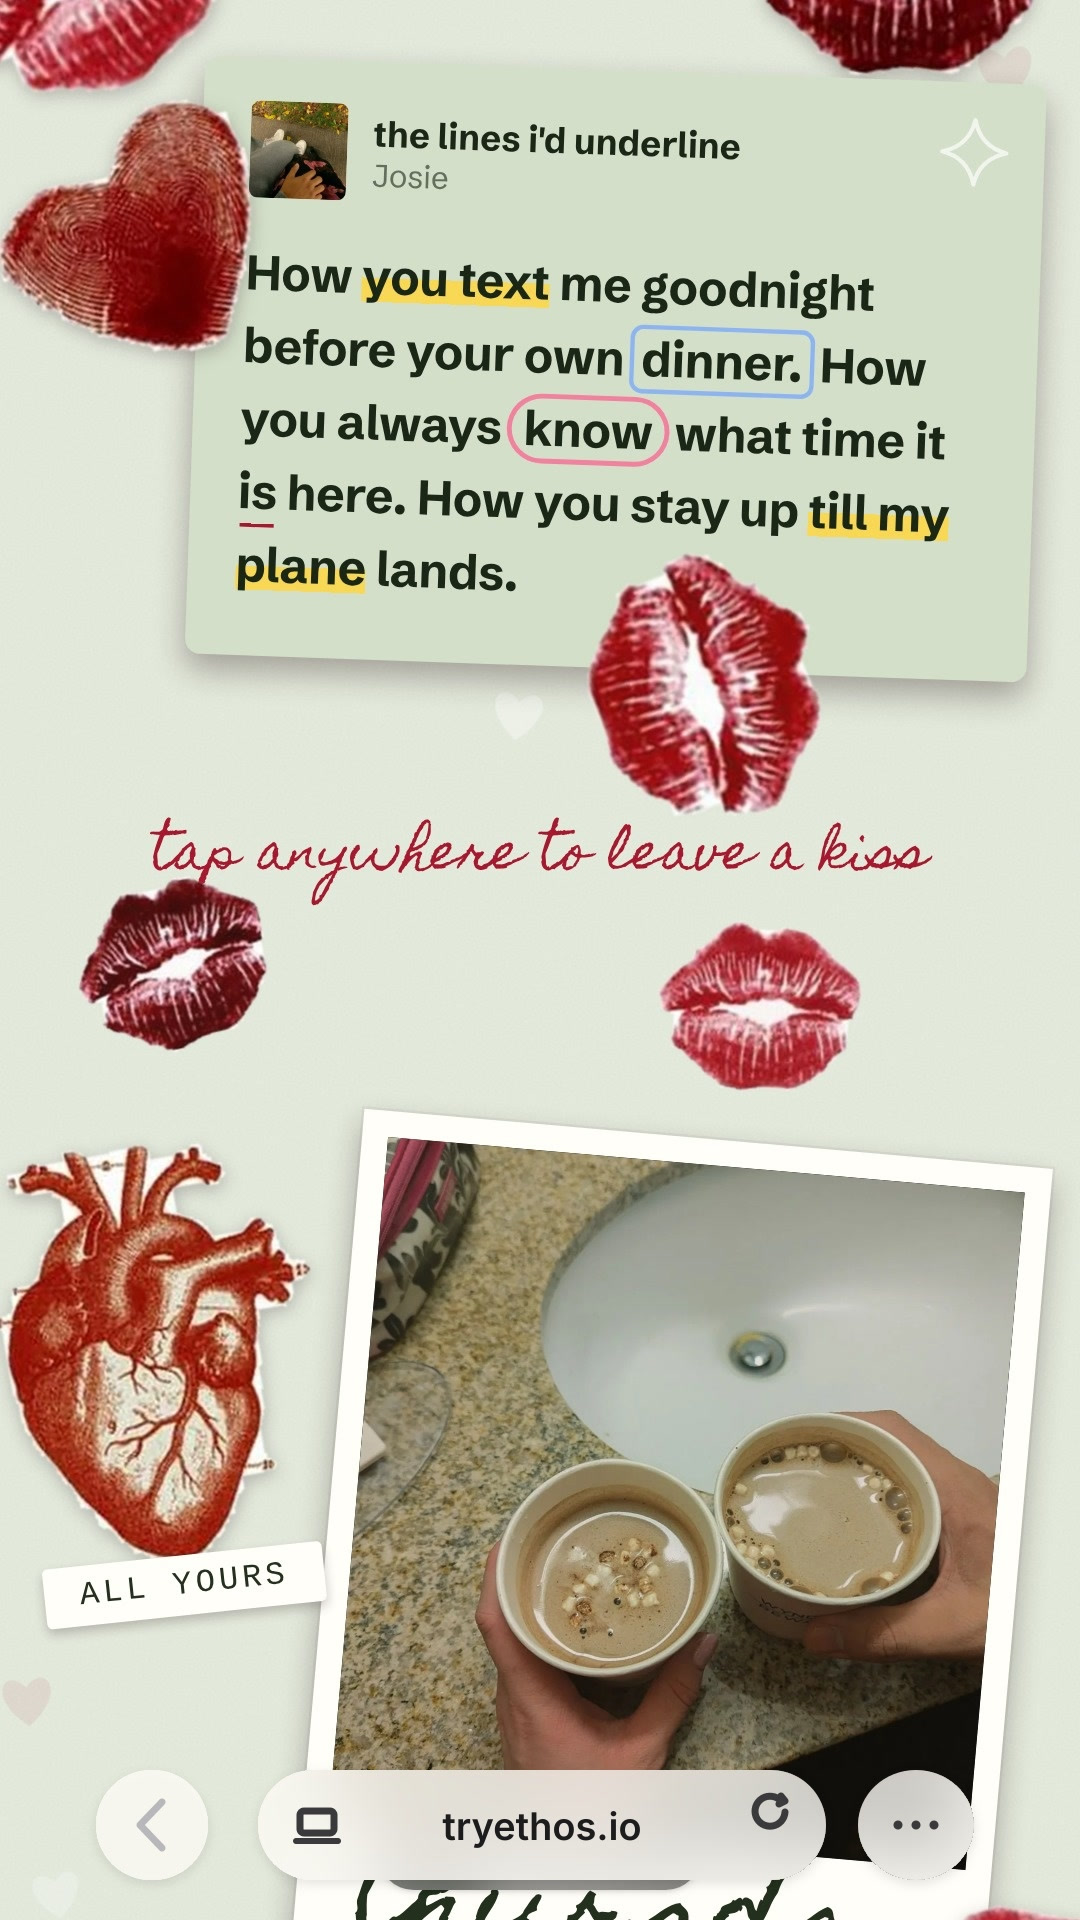 the lines i'd underline
Josie
How you text me goodnight
before your own dinner. How
you always know what time it
is here. How you stay up till my
plane lands.
tap anywhere to leave a kiss
ALL YOURS
tryethos.io